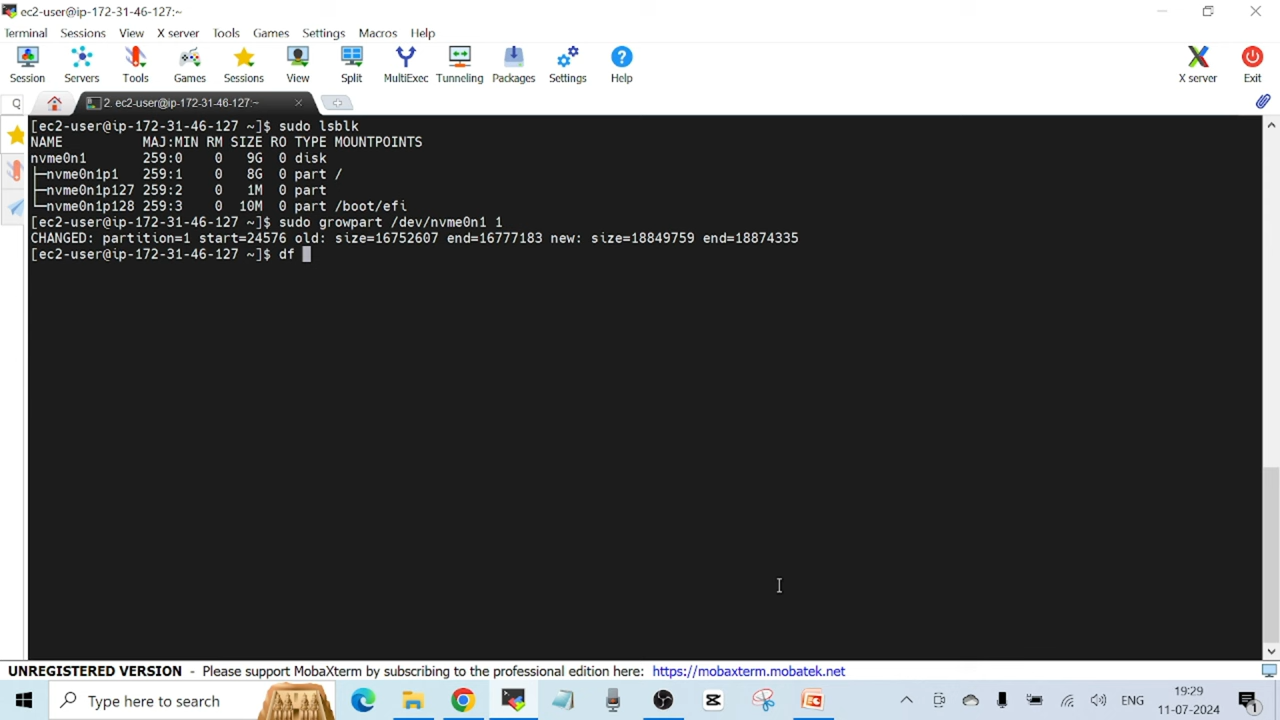 ec2-user@ip-172-31-46-127:~
Terminal Sessions View X server Tools Games Settings Macros Help
Session Servers Tools Games Sessions View Split MultiExec Tunneling Packages Settings Help X server Exit
2. ec2-user@ip-172-31-46-127:~
[ec2-user@ip-172-31-46-127 ~]$ sudo lsblk
NAME MAJ:MIN RM SIZE RO TYPE MOUNTPOINTS
nvme0n1 259:0 0 9G 0 disk
├─nvme0n1p1 259:1 0 8G 0 part /
├─nvme0n1p127 259:2 0 1M 0 part
└─nvme0n1p128 259:3 0 10M 0 part /boot/efi
[ec2-user@ip-172-31-46-127 ~]$ sudo growpart /dev/nvme0n1 1
CHANGED: partition=1 start=24576 old: size=16752607 end=16777183 new: size=18849759 end=18874335
[ec2-user@ip-172-31-46-127 ~]$ df
UNREGISTERED VERSION - Please support MobaXterm by subscribing to the professional edition here: https://mobaxterm.mobatek.net
Type here to search
ENG
19:29
11-07-2024
1